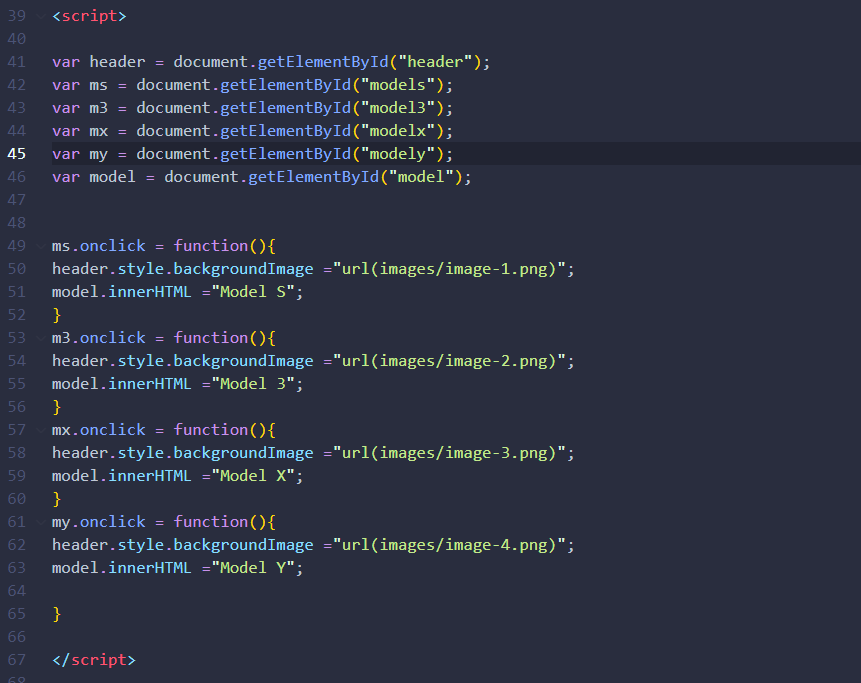 39 <script>
40
41 var header = document.getElementById("header");
42 var ms = document.getElementById("models");
43 var m3 = document.getElementById("model3");
44 var mx = document.getElementById("modelx");
45 var my = document.getElementById("modely");
46 var model = document.getElementById("model");
47
48
49 ms.onclick = function(){
50 header.style.backgroundImage ="url(images/image-1.png)";
51 model.innerHTML ="Model S";
52 }
53 m3.onclick = function(){
54 header.style.backgroundImage ="url(images/image-2.png)";
55 model.innerHTML ="Model 3";
56 }
57 mx.onclick = function(){
58 header.style.backgroundImage ="url(images/image-3.png)";
59 model.innerHTML ="Model X";
60 }
61 my.onclick = function(){
62 header.style.backgroundImage ="url(images/image-4.png)";
63 model.innerHTML ="Model Y";
64
65 }
66
67 </script>
68